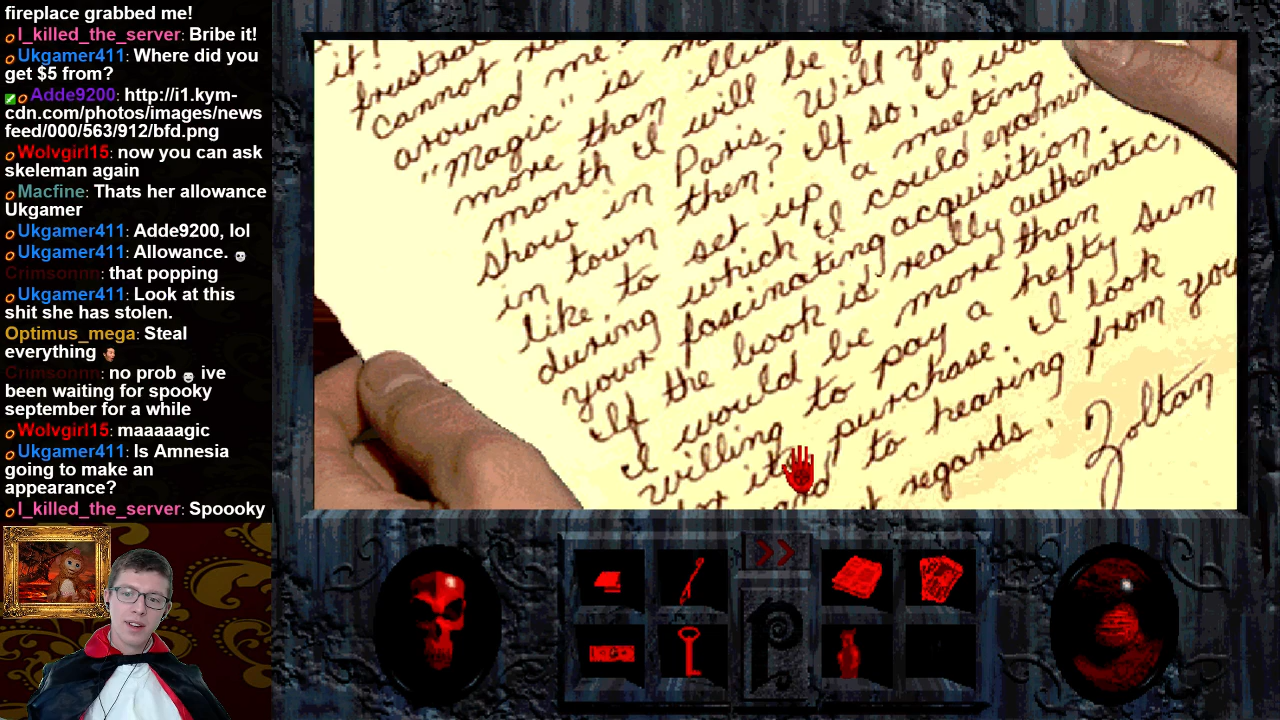 fireplace grabbed me!
I_killed_the_server: Bribe it!
Ukgamer411: Where did you
get $5 from?
Adde9200: http://i1.kym-
cdn.com/photos/images/news
feed/000/563/912/bfd.png
Wolvgirl15: now you can ask
skeleman again
Macfine: Thats her allowance
Ukgamer
Ukgamer411: Adde9200, lol
Ukgamer411: Allowance.
Crimsonnn: that popping
Ukgamer411: Look at this
shit she has stolen.
Optimus_mega: Steal
everything
Crimsonnn: no prob ive
been waiting for spooky
september for a while
Wolvgirl15: maaaaagic
Ukgamer411: Is Amnesia
going to make an
appearance?
I_killed_the_server: Spoooky
it!
cannot
around me
"Magic" is
more than
month I will be
show in Paris. Will you
in town then? If so, I
like to set up a meeting
during which I could
your fascinating acquisition.
If the book is really authentic,
I would be more than
willing to pay a hefty sum
for its purchase. I look
to hearing from you
regards,
Zoltan